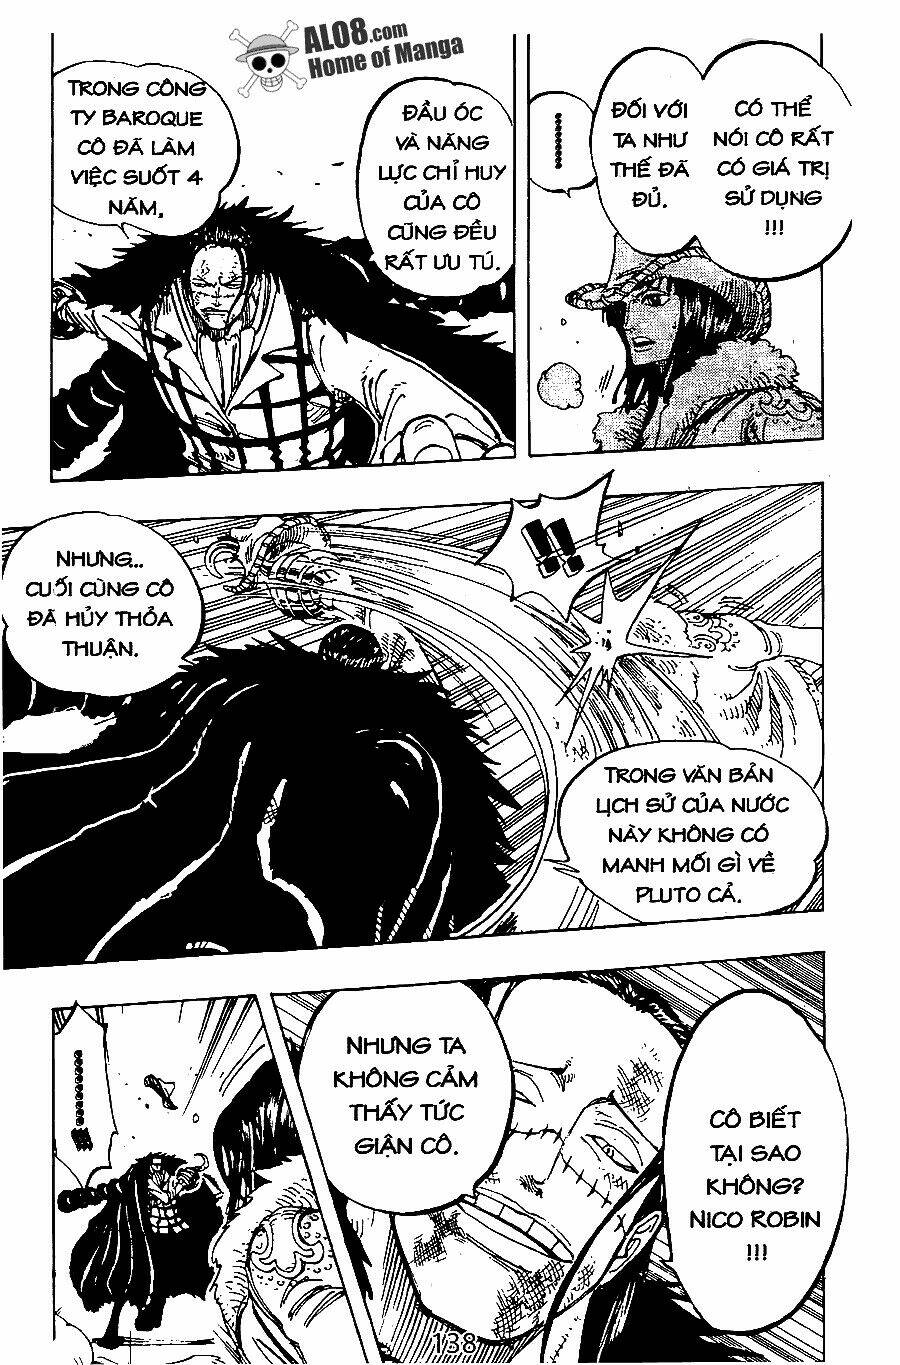 AL08.com
Home of Manga
CÓ THỂ
NÓI CÔ RẤT
CÓ GIÁ TRỊ
SỬ DỤNG
!!!
ĐỐI VỚI
TA NHƯ
THẾ ĐÃ
ĐỦ.
ĐẦU ÓC
VÀ NĂNG
LỰC CHỈ HUY
CỦA CÔ
CŨNG ĐỀU
RẤT ƯU TÚ.
TRONG CÔNG
TY BAROQUE
CÔ ĐÃ LÀM
VIỆC SUỐT 4
NĂM.
!!
NHƯNG..
CUỐI CÙNG CÔ
ĐÃ HỦY THỎA
THUẬN.
TRONG VĂN BẢN
LỊCH SỬ CỦA NƯỚC
NÀY KHÔNG CÓ
MANH MỐI GÌ VỀ
PLUTO CẢ.
CÔ BIẾT
TẠI SAO
KHÔNG?
NICO ROBIN
!!!
NHƯNG TA
KHÔNG CẢM
THẤY TỨC
GIẬN CÔ.
138